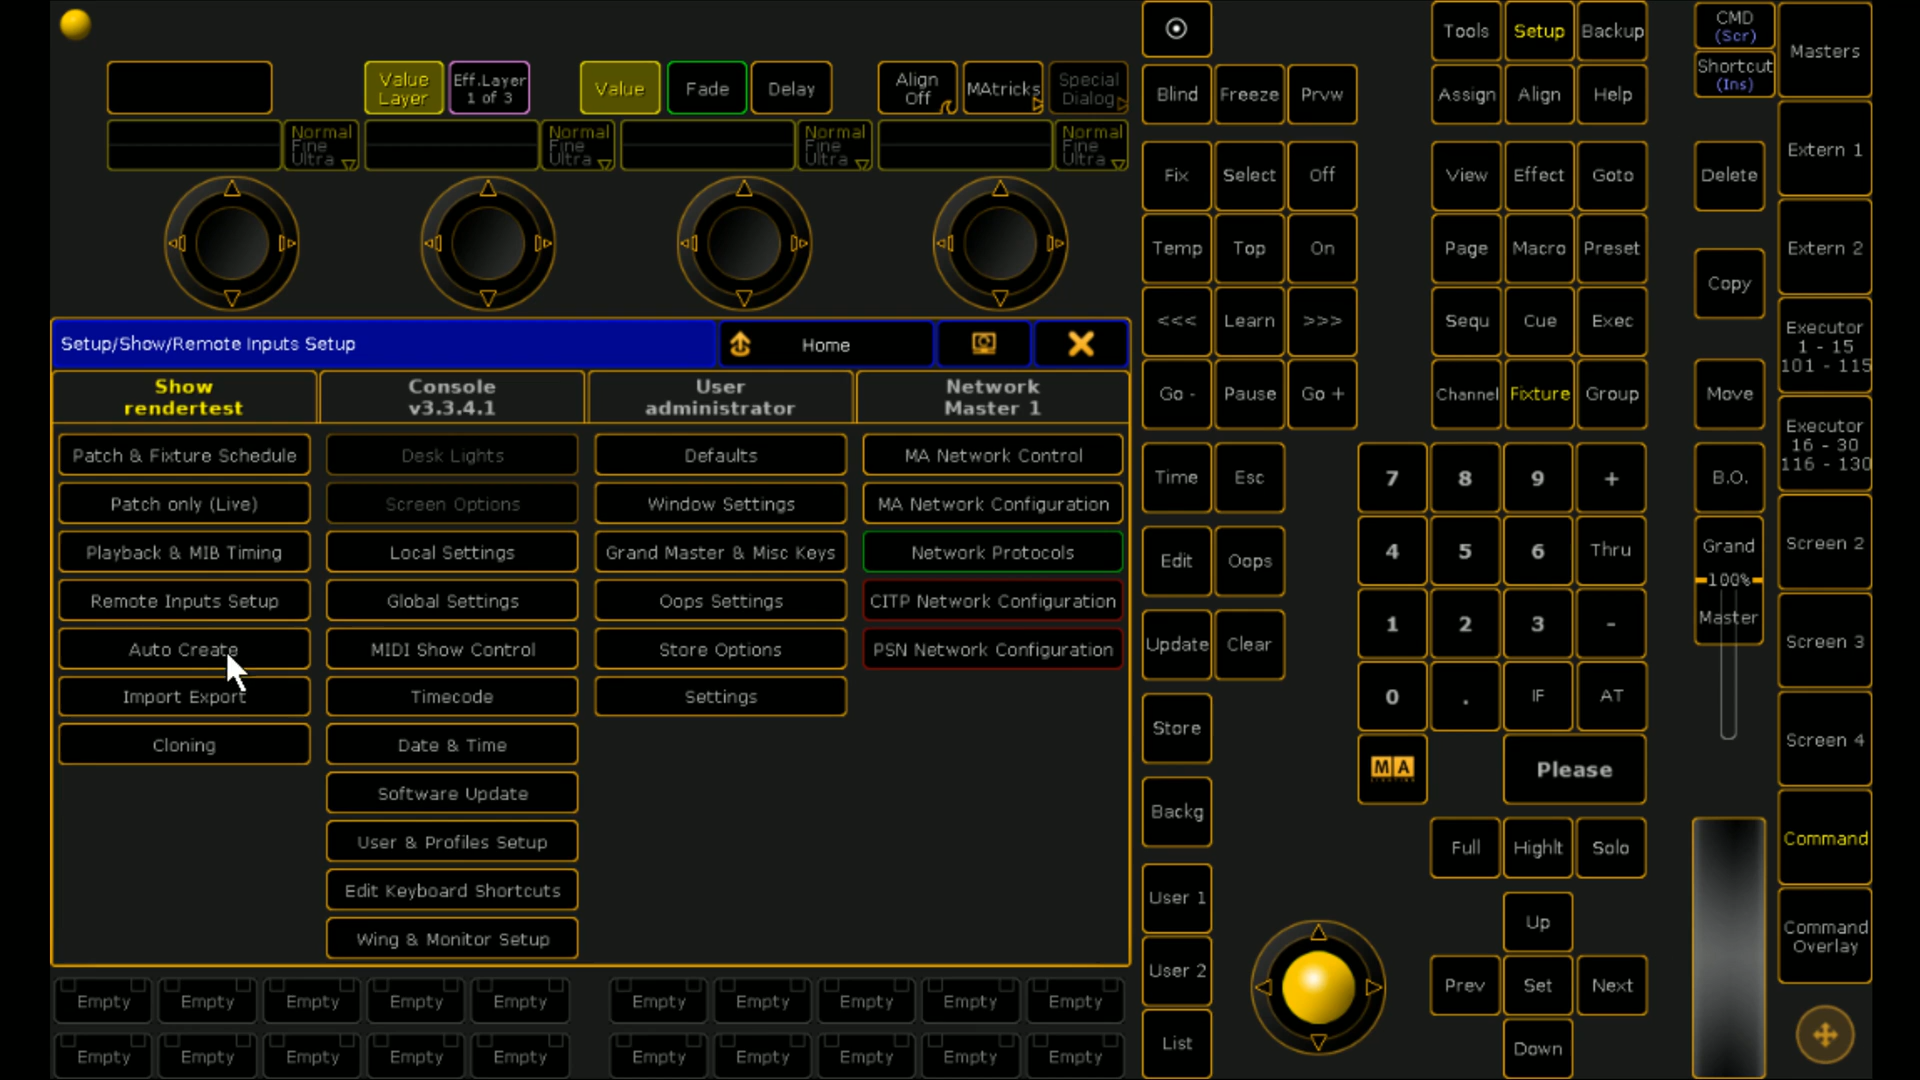 Value
Layer
Eff.Layer
1 of 3
Value
Fade
Delay
Align
Off
MAtricks
Special
Dialog
Normal
Fine
Ultra
Normal
Fine
Ultra
Normal
Fine
Ultra
Normal
Fine
Ultra
Setup/Show/Remote Inputs Setup
Home
Show
rendertest
Console
v3.3.4.1
User
administrator
Network
Master 1
Patch & Fixture Schedule
Desk Lights
Defaults
MA Network Control
Patch only (Live)
Screen Options
Window Settings
MA Network Configuration
Playback & MIB Timing
Local Settings
Grand Master & Misc Keys
Network Protocols
Remote Inputs Setup
Global Settings
Oops Settings
CITP Network Configuration
Auto Create
MIDI Show Control
Store Options
PSN Network Configuration
Import Export
Timecode
Settings
Cloning
Date & Time
Software Update
User & Profiles Setup
Edit Keyboard Shortcuts
Wing & Monitor Setup
Empty Empty Empty Empty Empty Empty Empty Empty Empty Empty
Empty Empty Empty Empty Empty Empty Empty Empty Empty Empty
Tools Setup Backup
Blind Freeze Prvw
Assign Align Help
Fix Select Off
View Effect Goto
Temp Top On
Page Macro Preset
<<< Learn >>>
Sequ Cue Exec
Go - Pause Go +
Channel Fixture Group
Time Esc
7 8 9 +
Edit Oops
4 5 6 Thru
Update Clear
1 2 3 -
Store
0 . IF AT
MA
Please
Backg
Full Highlt Solo
User 1
Up
User 2
Prev Set Next
List
Down
CMD
(Scr)
Shortcut
(Ins)
Delete
Copy
Move
B.O.
Grand
100%
Master
Masters
Extern 1
Extern 2
Executor
1 - 15
101 - 115
Executor
16 - 30
116 - 130
Screen 2
Screen 3
Screen 4
Command
Command
Overlay